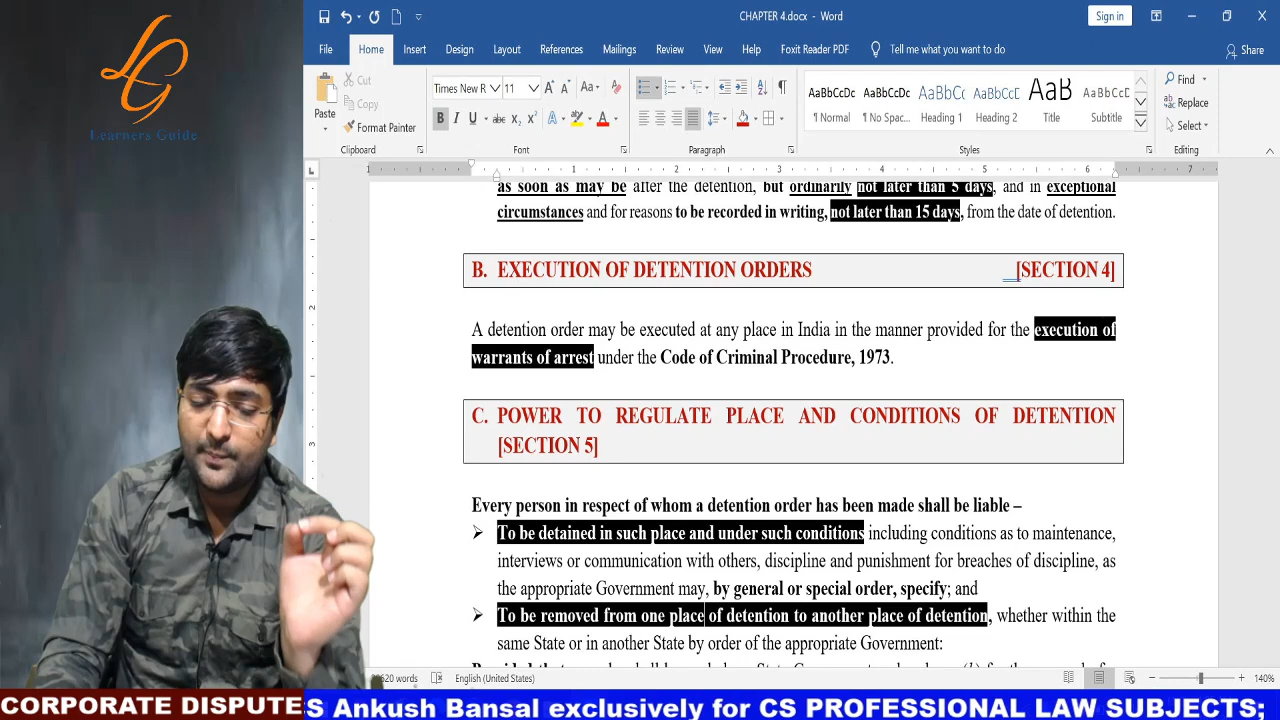 LG
Learners Guide
CHAPTER 4.docx - Word
Sign in
File Home Insert Design Layout References Mailings Review View Help Foxit Reader PDF Tell me what you want to do Share
Paste
Cut
Copy
Format Painter
Clipboard
Times New R 11
Font
Paragraph
AaBbCcDc AaBbCcDc AaBbCc AaBbCcD AaB AaBbCcD
¶ Normal ¶ No Spac... Heading 1 Heading 2 Title Subtitle
Styles
Find
Replace
Select
Editing
as soon as may be after the detention, but ordinarily not later than 5 days, and in exceptional
circumstances and for reasons to be recorded in writing, not later than 15 days, from the date of detention.
B. EXECUTION OF DETENTION ORDERS [SECTION 4]
A detention order may be executed at any place in India in the manner provided for the execution of
warrants of arrest under the Code of Criminal Procedure, 1973.
C. POWER TO REGULATE PLACE AND CONDITIONS OF DETENTION
[SECTION 5]
Every person in respect of whom a detention order has been made shall be liable –
To be detained in such place and under such conditions including conditions as to maintenance,
interviews or communication with others, discipline and punishment for breaches of discipline, as
the appropriate Government may, by general or special order, specify; and
To be removed from one place of detention to another place of detention, whether within the
same State or in another State by order of the appropriate Government:
620 words English (United States) 140%
CORPORATE DISPUTE
S Ankush Bansal exclusively for CS PROFESSIONAL LAW SUBJECTS: